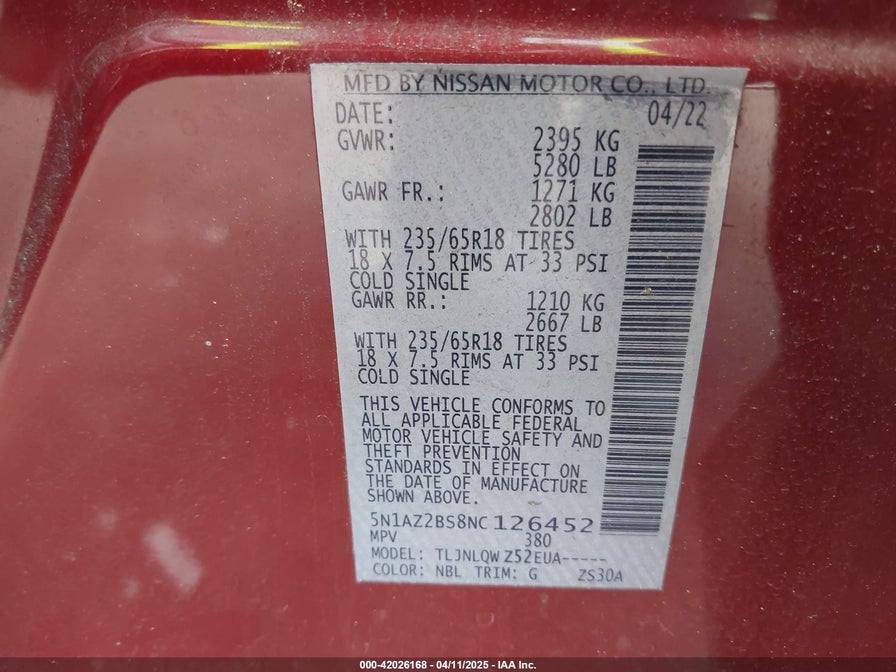 MFD BY NISSAN MOTOR CO., LTD.
DATE: 04/22
GVWR: 2395 KG
5280 LB
GAWR FR.: 1271 KG
2802 LB
WITH 235/65R18 TIRES
18 X 7.5 RIMS AT 33 PSI
COLD SINGLE
GAWR RR.: 1210 KG
2667 LB
WITH 235/65R18 TIRES
18 X 7.5 RIMS AT 33 PSI
COLD SINGLE
THIS VEHICLE CONFORMS TO
ALL APPLICABLE FEDERAL
MOTOR VEHICLE SAFETY AND
THEFT PREVENTION
STANDARDS IN EFFECT ON
THE DATE OF MANUFACTURE
SHOWN ABOVE.
5N1AZ2BS8NC126452
MPV 380
MODEL: TLJNLQW Z52EUA-----
COLOR: NBL TRIM: G ZS30A
000-42026168 - 04/11/2025 - IAA Inc.